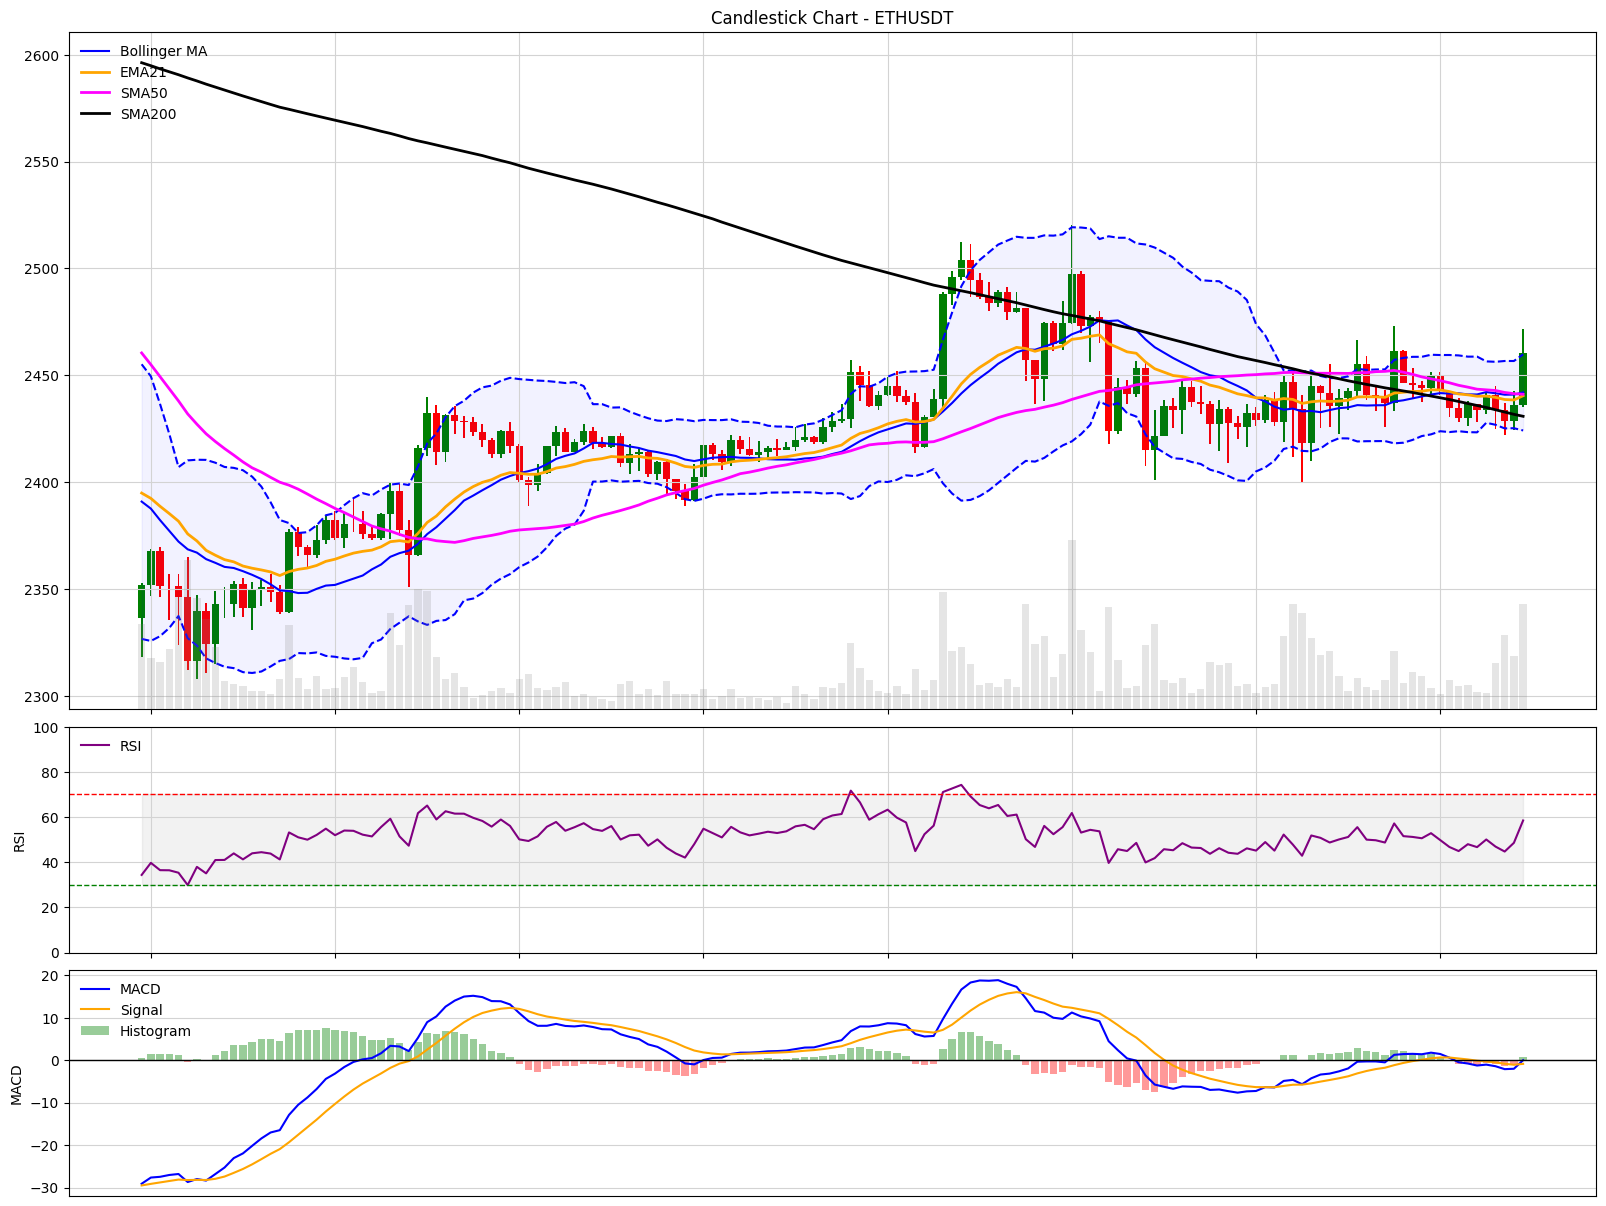 Candlestick Chart - ETHUSDT
Bollinger MA
EMA21
SMA50
SMA200
2600
2550
2500
2450
2400
2350
2300
RSI
RSI
100
80
60
40
20
0
MACD
Signal
Histogram
MACD
20
10
0
−10
−20
−30